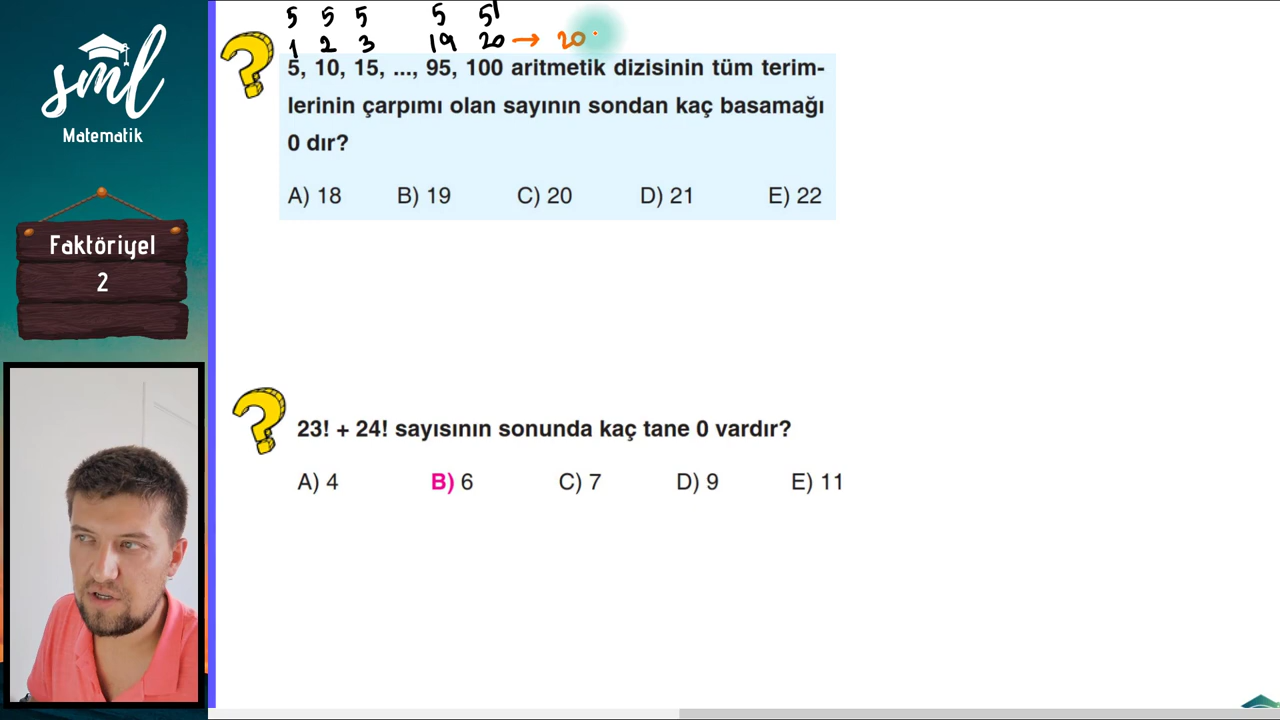 sml
Matematik
Faktöriyel
2
5 5 5 5 5
1 2 3 19 20 → 20
5, 10, 15, ..., 95, 100 aritmetik dizisinin tüm terim-
lerinin çarpımı olan sayının sondan kaç basamağı
0 dır?
A) 18 B) 19 C) 20 D) 21 E) 22
23! + 24! sayısının sonunda kaç tane 0 vardır?
A) 4 B) 6 C) 7 D) 9 E) 11